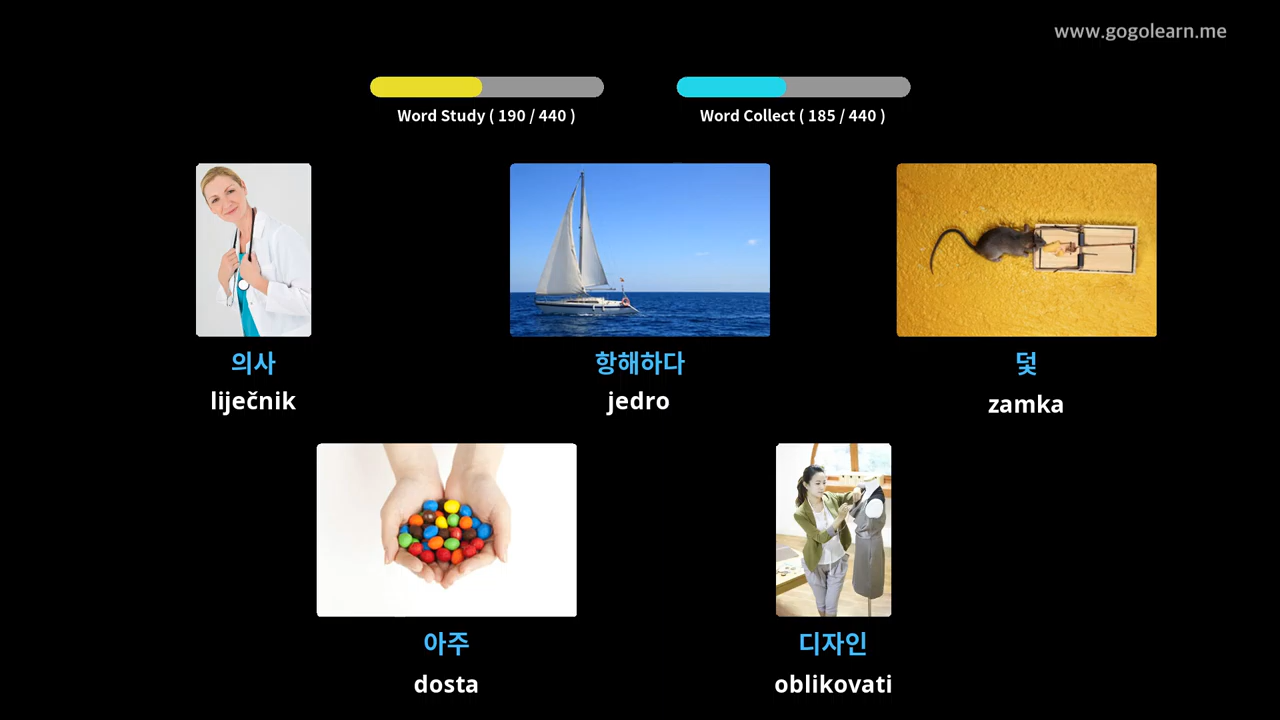 www.gogolearn.me
Word Study ( 190 / 440 )
Word Collect ( 185 / 440 )
의사
liječnik
항해하다
jedro
덫
zamka
아주
dosta
디자인
oblikovati